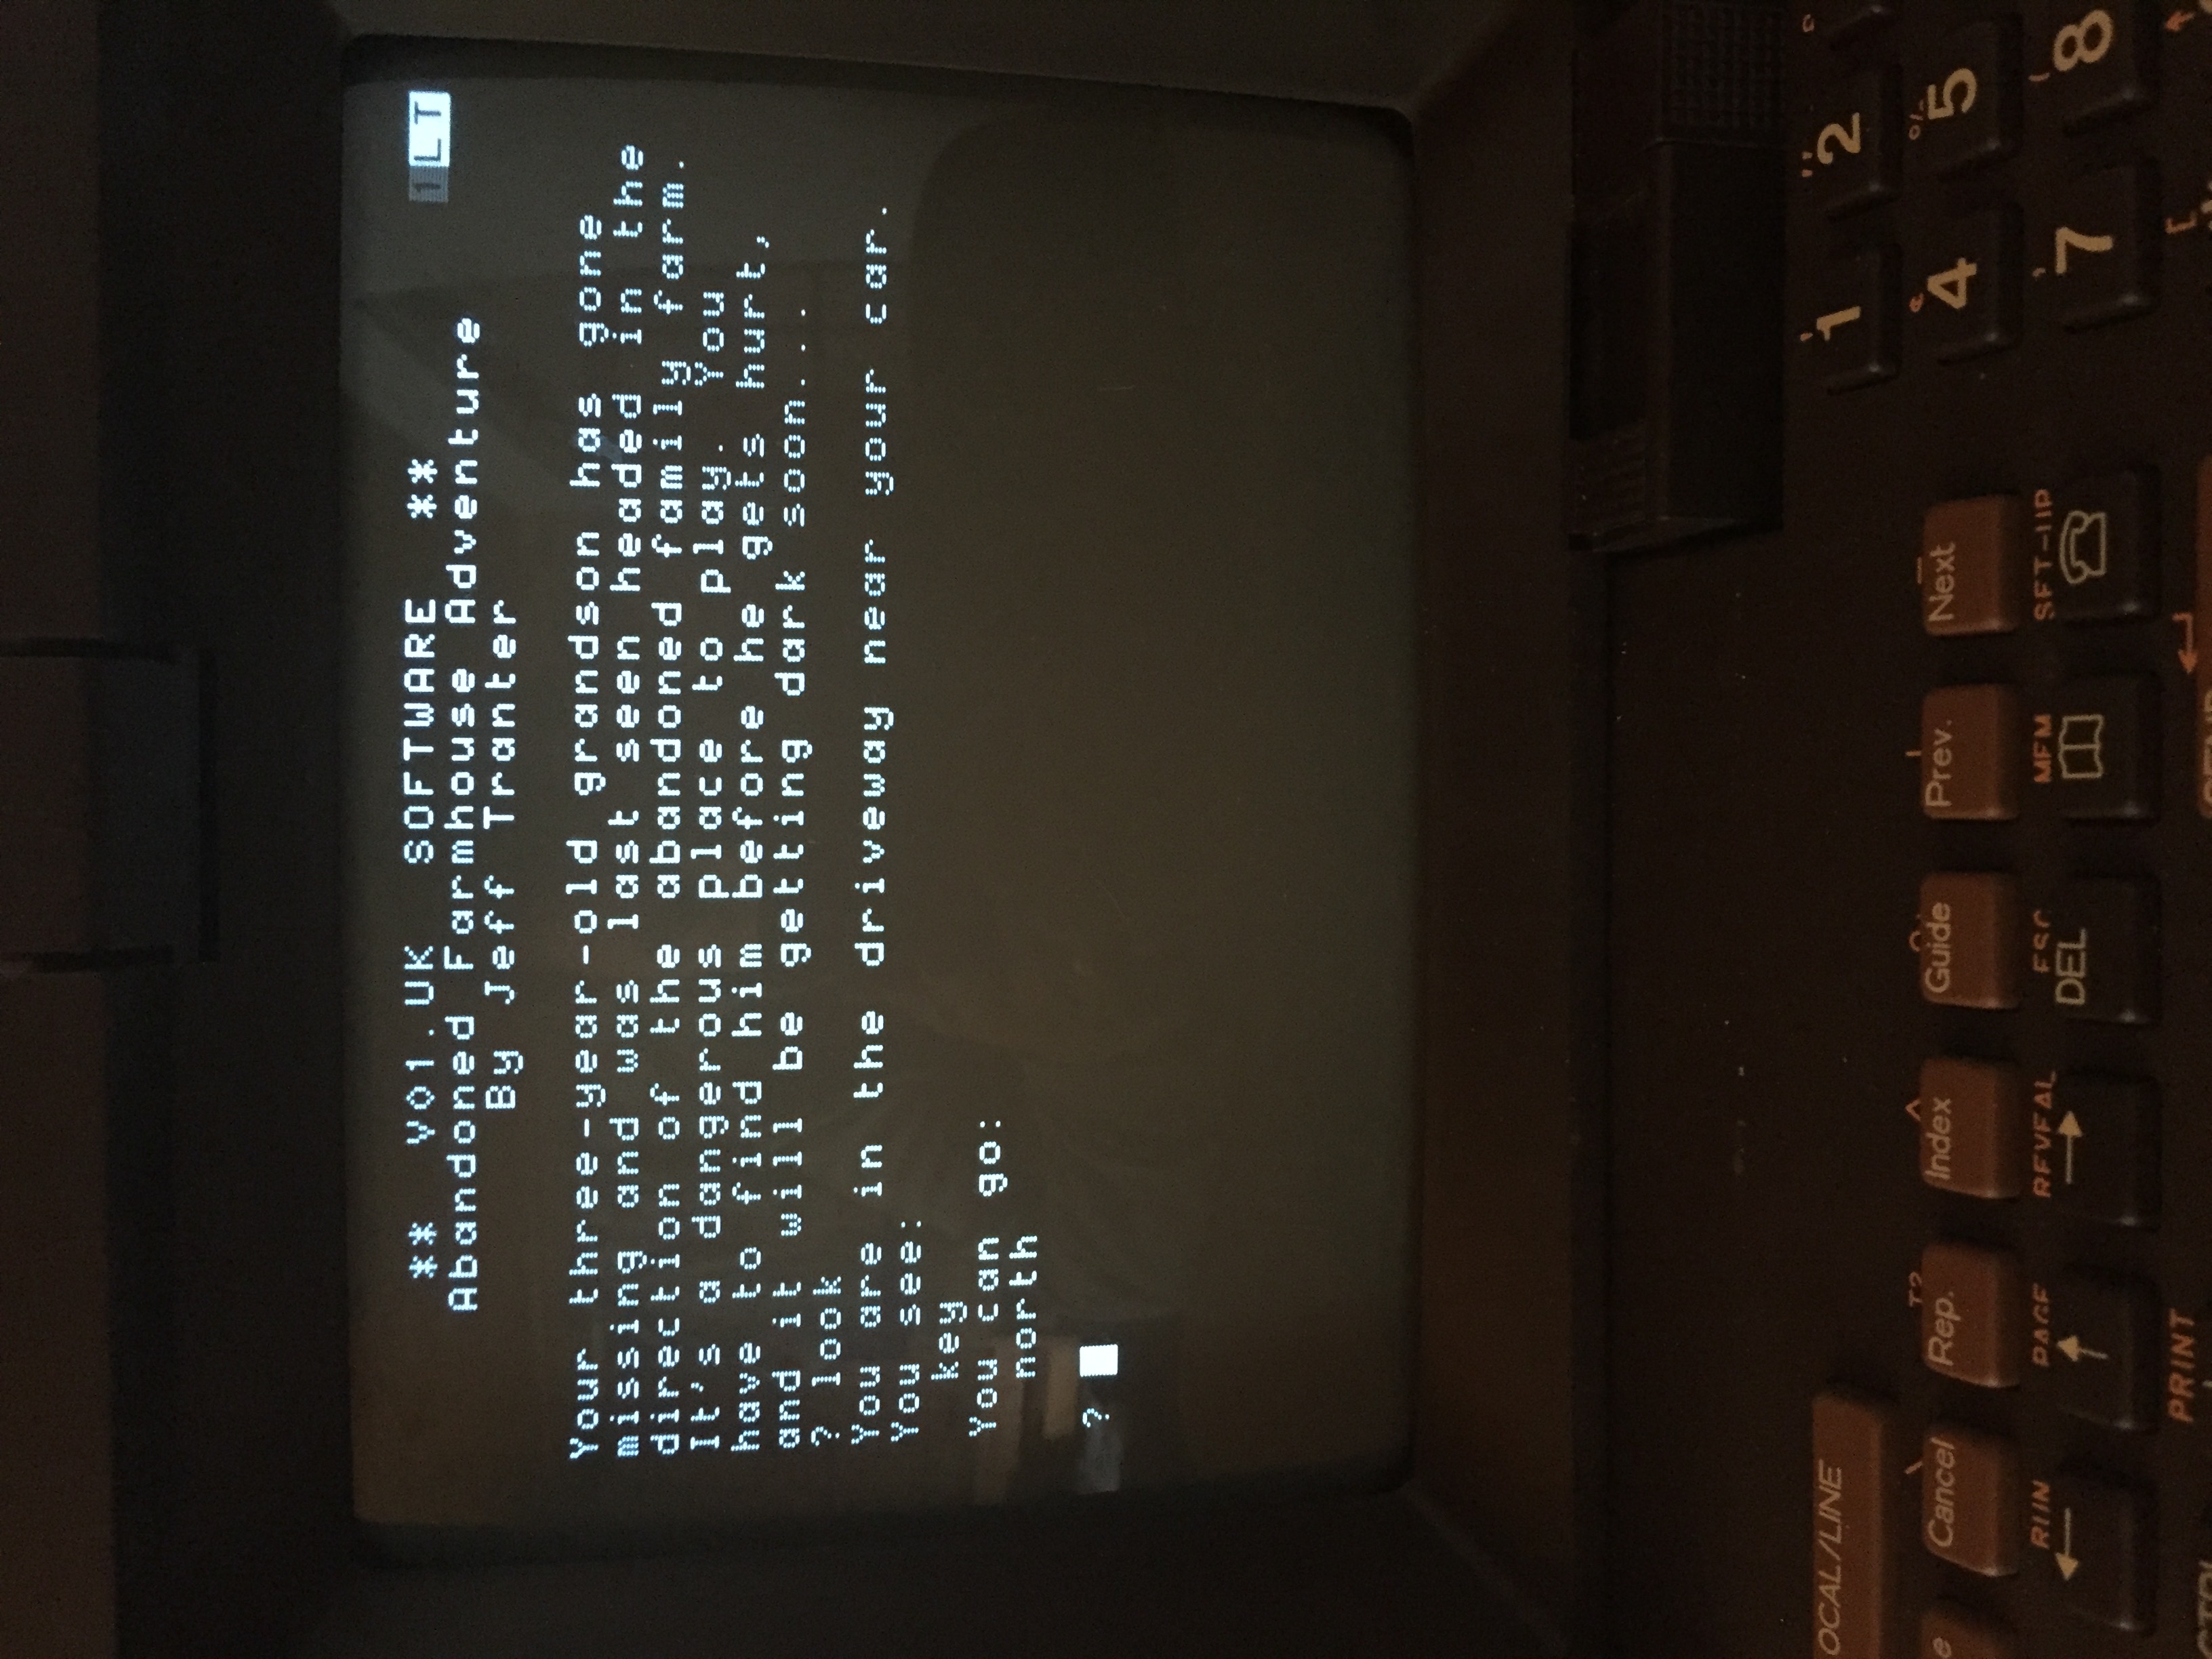 ** V01.UK SOFTWARE **
1LT
Abandoned Farmhouse Adventure
By Jeff Tranter
Your three-year-old grandson has gone
missing and was last seen headed in the
direction of the abandoned family farm.
It's a dangerous place to play. You
have to find him before he gets hurt,
and it will be getting dark soon...
? look
You are in the driveway near your car.
You see:
key
You can go:
north
?
OCAL/LINE
1 2
e Cancel Rep. Index Guide Prev. Next
4 5
RUN PAGE REVEAL ESC MEM SET-UP
DEL
7 8
PRINT